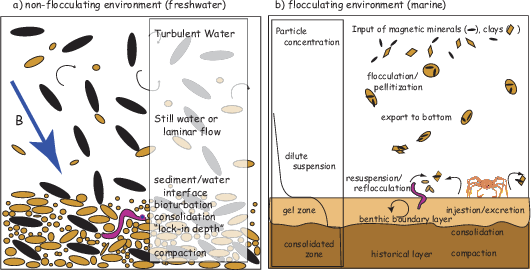 a) non-flocculating environment (freshwater)
Turbulent Water
B
Still water or
laminar flow
sediment/water
interface
bioturbation
consolidation
"lock-in depth"
compaction
b) flocculating environment (marine)
Particle
concentration
Input of magnetic minerals ( ), clays ( )
flocculation/
pellitization
export to bottom
dilute
suspension
resuspension/
reflocculation
gel zone
injestion/excretion
benthic boundary layer
consolidated
zone
consolidation
historical layer
compaction